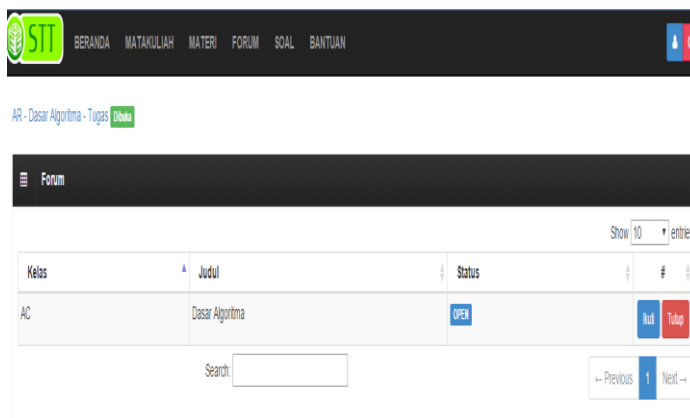 STT BERANDA MATAKULIAH MATERI FORUM SOAL BANTUAN
AR - Dasar Algoritma - Tugas Dibuka
Forum
Show 10 entrie
Kelas Judul Status #
AC Dasar Algoritma OPEN Ikuti Tutup
Search:
← Previous 1 Next →